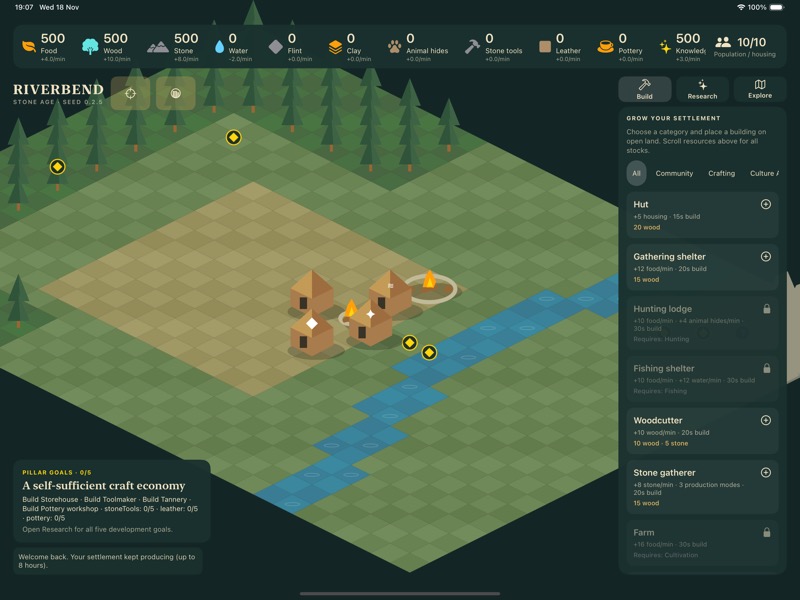 19:07 Wed 18 Nov
100%
500 Food +4.0/min
500 Wood +10.0/min
500 Stone +6.0/min
0 Water -2.0/min
0 Flint +0.0/min
0 Clay +0.0/min
0 Animal hides +0.0/min
0 Stone tools +0.0/min
0 Leather +0.0/min
0 Pottery +0.0/min
500 Knowled +3.0/min
10/10 Population / housing
RIVERBEND
STONE AGE · SEED 0.2.5
Build
Research
Explore
GROW YOUR SETTLEMENT
Choose a category and place a building on
open land. Scroll resources above for all
stocks.
All Community Crafting Culture
Hut
+5 housing · 15s build
20 wood
Gathering shelter
+12 food/min · 20s build
15 wood
Hunting lodge
+10 food/min · +4 animal hides/min ·
30s build
Requires: Hunting
Fishing shelter
+10 food/min · +12 water/min · 30s build
Requires: Fishing
Woodcutter
+10 wood/min · 20s build
10 wood · 5 stone
Stone gatherer
+8 stone/min · 3 production modes ·
20s build
15 wood
Farm
+16 food/min · 30s build
Requires: Cultivation
PILLAR GOALS · 0/5
A self-sufficient craft economy
Build Storehouse · Build Toolmaker · Build Tannery ·
Build Pottery workshop · stoneTools: 0/5 · leather: 0/5
· pottery: 0/5
Open Research for all five development goals.
Welcome back. Your settlement kept producing (up to
8 hours).